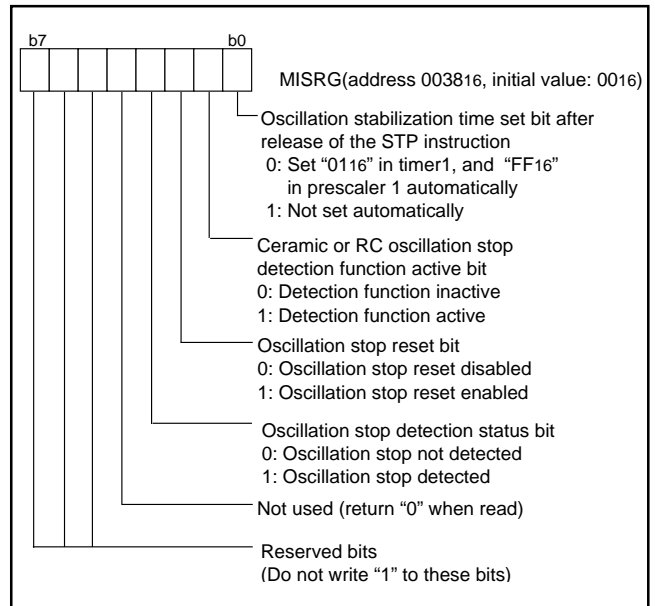 b7 b0
MISRG(address 003816, initial value: 0016)
Oscillation stabilization time set bit after
release of the STP instruction
0: Set “0116” in timer1, and “FF16”
in prescaler 1 automatically
1: Not set automatically
Ceramic or RC oscillation stop
detection function active bit
0: Detection function inactive
1: Detection function active
Oscillation stop reset bit
0: Oscillation stop reset disabled
1: Oscillation stop reset enabled
Oscillation stop detection status bit
0: Oscillation stop not detected
1: Oscillation stop detected
Not used (return “0” when read)
Reserved bits
(Do not write “1” to these bits)